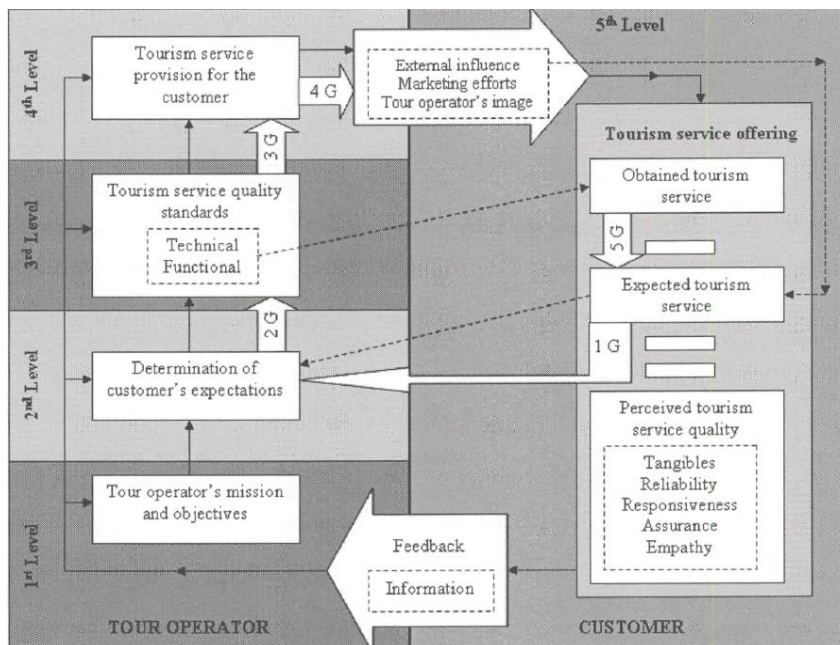 5th Level
4th Level
Tourism service
provision for the
customer
4 G
External influence
Marketing efforts
Tour operator's image
3 G
Tourism service offering
3rd Level
Tourism service quality
standards
Technical
Functional
Obtained tourism
service
5 G
Expected tourism
service
2 G
1 G
2nd Level
Determination of
customer's expectations
Perceived tourism
service quality
Tangibles
Reliability
Responsiveness
Assurance
Empathy
1st Level
Tour operator's mission
and objectives
Feedback
Information
TOUR OPERATOR
CUSTOMER